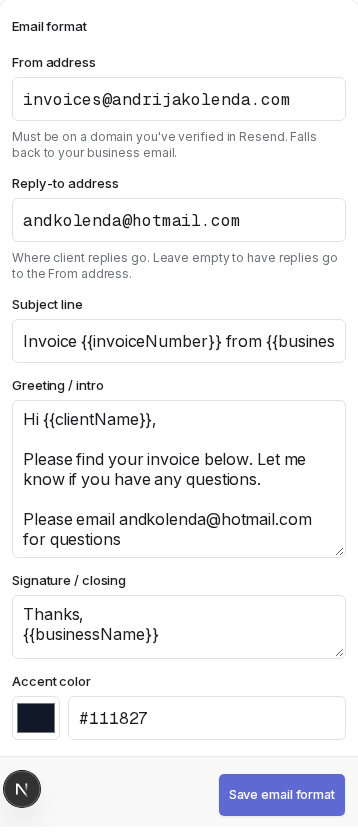 Email format
From address
invoices@andrijakolenda.com
Must be on a domain you've verified in Resend. Falls
back to your business email.
Reply-to address
andkolenda@hotmail.com
Where client replies go. Leave empty to have replies go
to the From address.
Subject line
Invoice {{invoiceNumber}} from {{busines
Greeting / intro
Hi {{clientName}},
Please find your invoice below. Let me
know if you have any questions.
Please email andkolenda@hotmail.com
for questions
Signature / closing
Thanks,
{{businessName}}
Accent color
#111827
N
Save email format